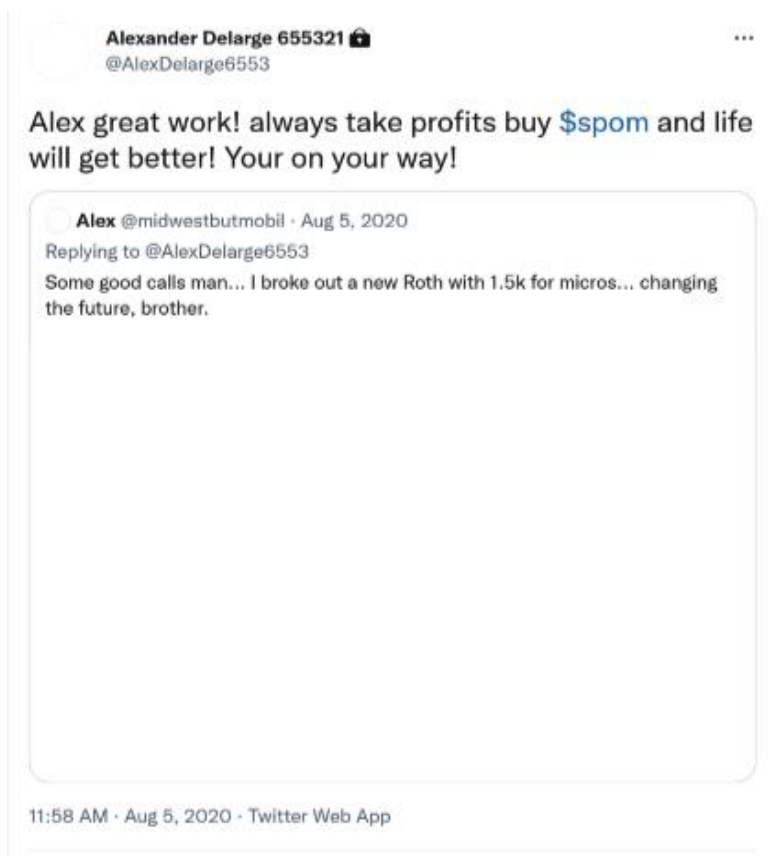 Alexander Delarge 655321
@AlexDelarge6553
Alex great work! always take profits buy $spom and life
will get better! Your on your way!
Alex @midwestbutmobil · Aug 5, 2020
Replying to @AlexDelarge6553
Some good calls man... I broke out a new Roth with 1.5k for micros... changing
the future, brother.
11:58 AM · Aug 5, 2020 · Twitter Web App